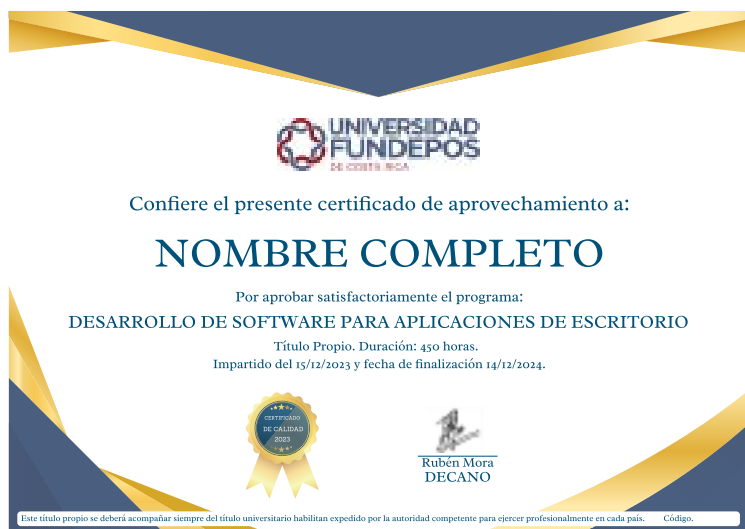 UNIVERSIDAD
FUNDEPOS
DE COSTA RICA
Confiere el presente certificado de aprovechamiento a:
NOMBRE COMPLETO
Por aprobar satisfactoriamente el programa:
DESARROLLO DE SOFTWARE PARA APLICACIONES DE ESCRITORIO
Título Propio. Duración: 450 horas.
Impartido del 15/12/2023 y fecha de finalización 14/12/2024.
CERTIFICADO
DE CALIDAD
2023
Rubén Mora
DECANO
Este título propio se deberá acompañar siempre del título universitario habilitan expedido por la autoridad competente para ejercer profesionalmente en cada país. Código.